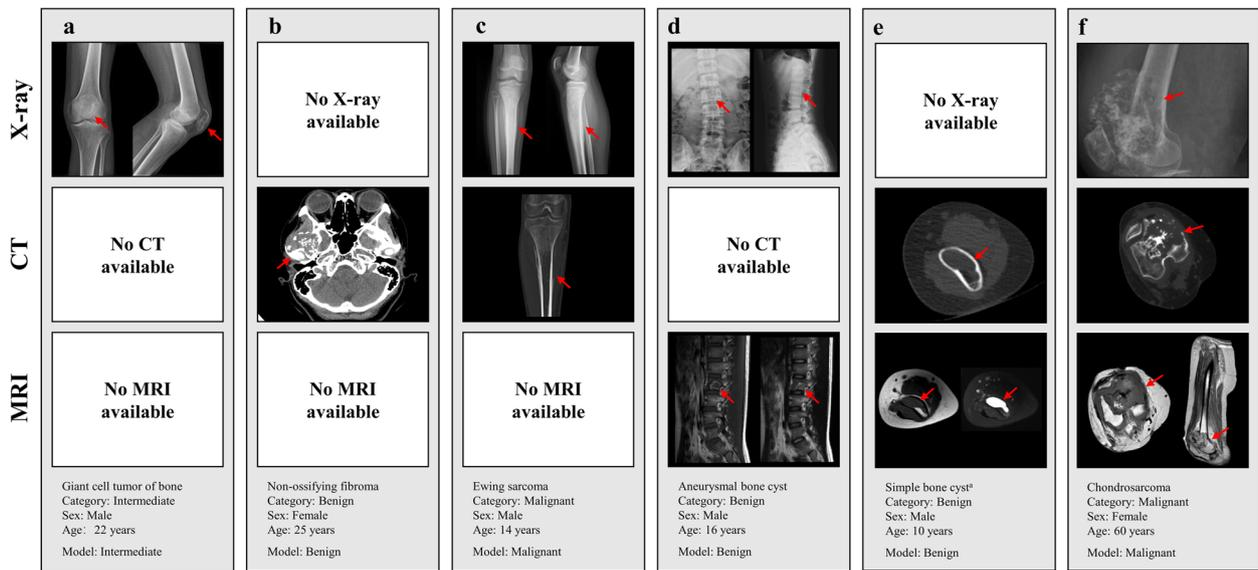 a
b
c
d
e
f
X-ray
No X-ray
available
No X-ray
available
CT
No CT
available
No CT
available
MRI
No MRI
available
No MRI
available
No MRI
available
Giant cell tumor of bone
Category: Intermediate
Sex: Male
Age: 22 years
Model: Intermediate
Non-ossifying fibroma
Category: Benign
Sex: Female
Age: 25 years
Model: Benign
Ewing sarcoma
Category: Malignant
Sex: Male
Age: 14 years
Model: Malignant
Aneurysmal bone cyst
Category: Benign
Sex: Male
Age: 16 years
Model: Benign
Simple bone cystᵃ
Category: Benign
Sex: Male
Age: 10 years
Model: Benign
Chondrosarcoma
Category: Malignant
Sex: Female
Age: 60 years
Model: Malignant